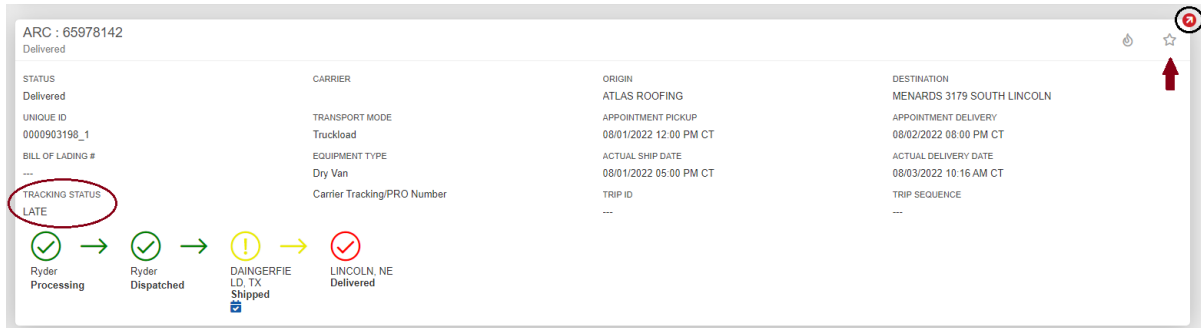 ARC : 65978142
Delivered
STATUS
Delivered
CARRIER
ORIGIN
ATLAS ROOFING
DESTINATION
MENARDS 3179 SOUTH LINCOLN
UNIQUE ID
0000903198_1
TRANSPORT MODE
Truckload
APPOINTMENT PICKUP
08/01/2022 12:00 PM CT
APPOINTMENT DELIVERY
08/02/2022 08:00 PM CT
BILL OF LADING #
---
EQUIPMENT TYPE
Dry Van
ACTUAL SHIP DATE
08/01/2022 05:00 PM CT
ACTUAL DELIVERY DATE
08/03/2022 10:16 AM CT
TRACKING STATUS
LATE
Carrier Tracking/PRO Number
TRIP ID
---
TRIP SEQUENCE
---
Ryder
Processing
Ryder
Dispatched
DAINGERFIE
LD, TX
Shipped
LINCOLN, NE
Delivered